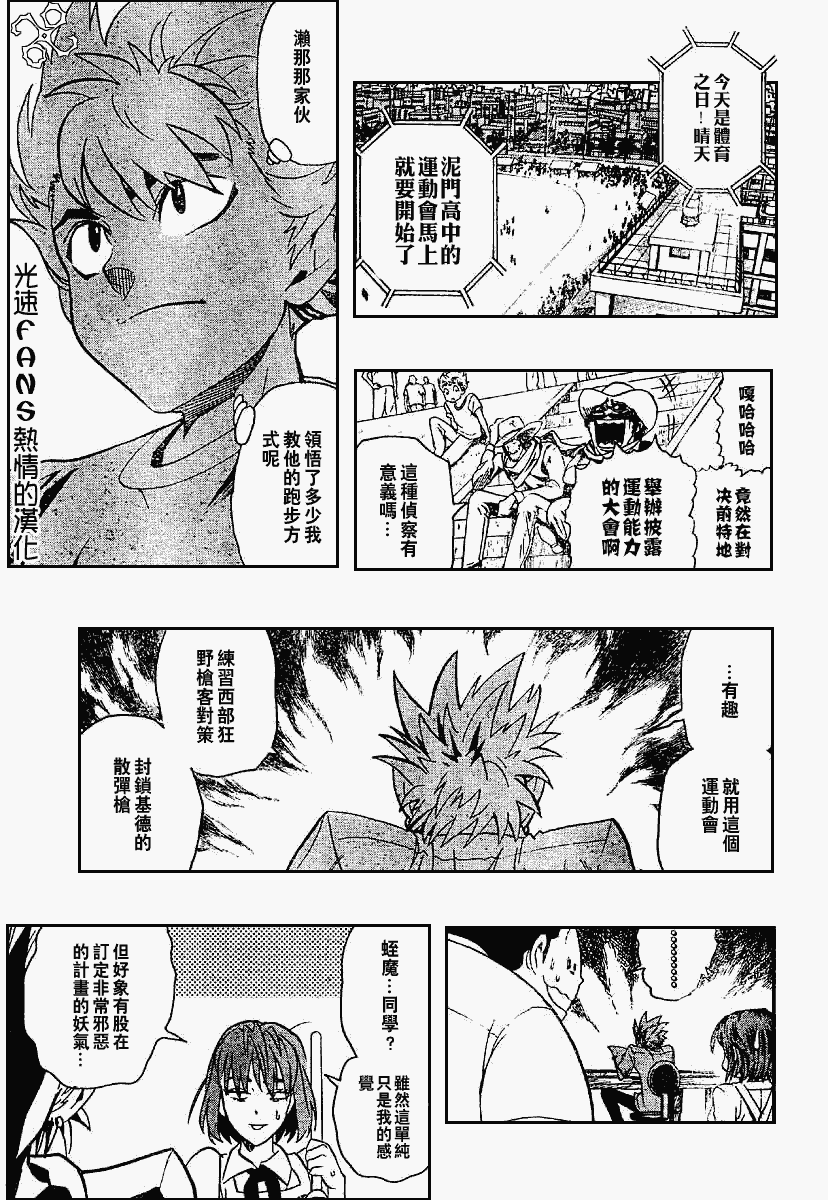 今天是體育
之日！晴天
泥門高中的
運動會馬上
就要開始了
嘎哈哈哈
竟然在對
决前特地
舉辦披露
運動能力
的大會啊
這種偵察有
意義嗎…
瀨那那家伙
領悟了多少我
教他的跑步方
式呢
光速FANS熱情的漢化
…有趣
就用這個
運動會
練習西部狂
野槍客對策
封鎖基德的
散彈槍
………
蛭魔…同學？
雖然這單純
只是我的感
覺
但好象有股在
訂定非常邪惡
的計畫的妖氣…